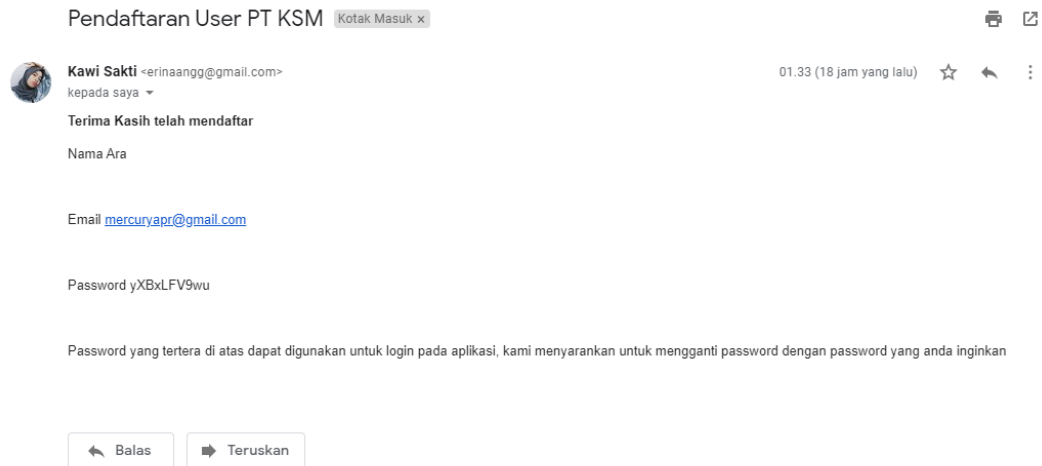 Pendaftaran User PT KSM Kotak Masuk ×
Kawi Sakti <erinaangg@gmail.com> 01.33 (18 jam yang lalu)
kepada saya
Terima Kasih telah mendaftar
Nama Ara
Email mercuryapr@gmail.com
Password yXBxLFV9wu
Password yang tertera di atas dapat digunakan untuk login pada aplikasi, kami menyarankan untuk mengganti password dengan password yang anda inginkan
Balas Teruskan